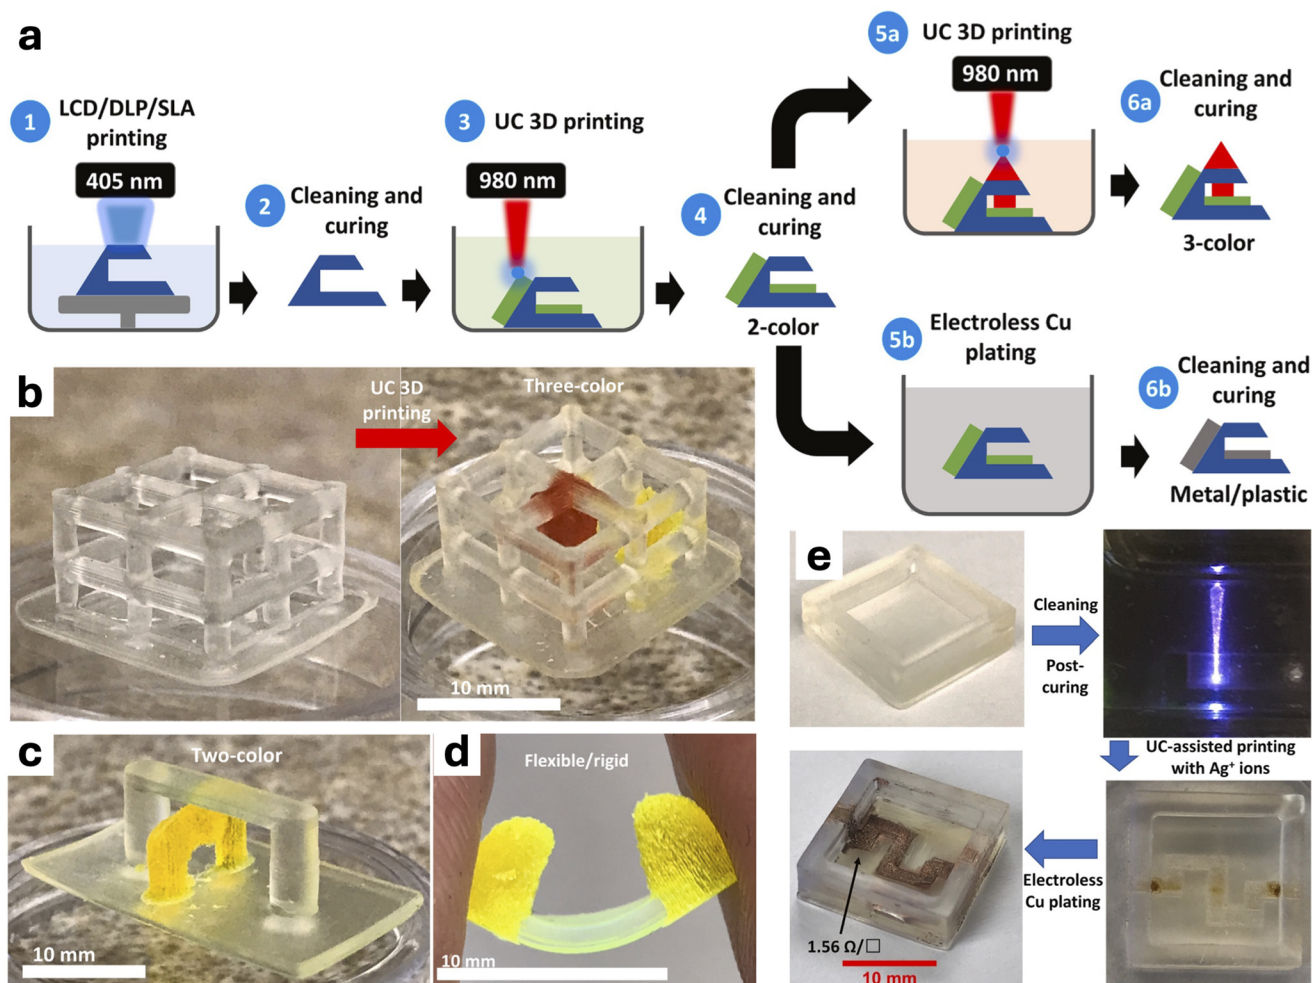 a
1
LCD/DLP/SLA
printing
405 nm
2
Cleaning and
curing
3
UC 3D printing
980 nm
4
Cleaning and
curing
2-color
5a
UC 3D printing
980 nm
6a
Cleaning and
curing
3-color
5b
Electroless Cu
plating
6b
Cleaning and
curing
Metal/plastic
b
UC 3D
printing
Three-color
10 mm
c
Two-color
10 mm
d
Flexible/rigid
10 mm
e
Cleaning
Post-
curing
UC-assisted printing
with Ag⁺ ions
Electroless
Cu plating
1.56 Ω/□
10 mm